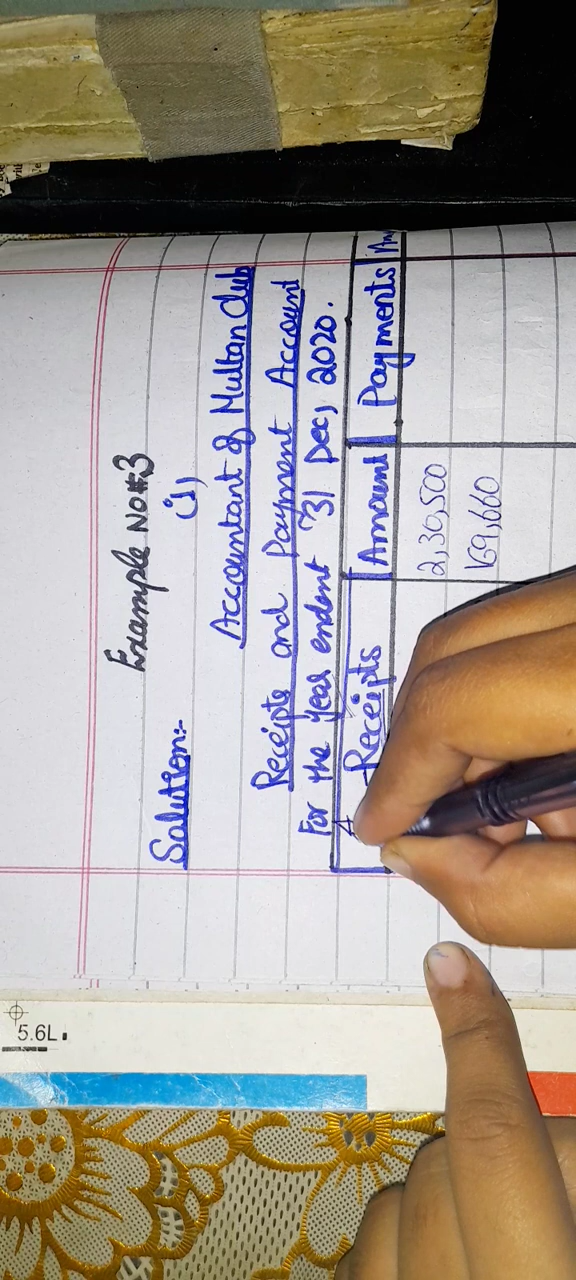 Example NO#3
Solution:-
(i)
Accountant of Multan Club
Receipts and Payment Account
For the year endent 31 Dec, 2020.
Receipts Amount Payments
2,30,500
169,660
5.6L